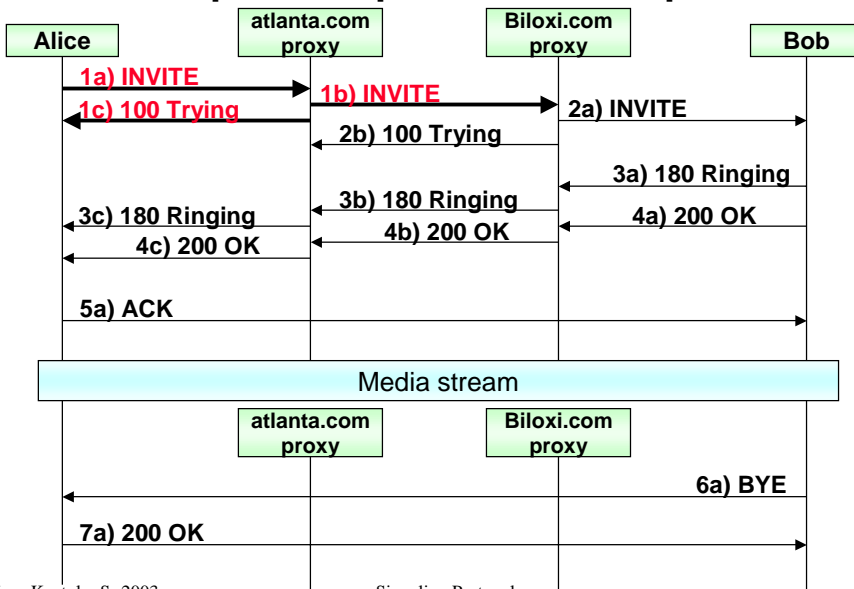 Alice
atlanta.com
proxy
Biloxi.com
proxy
Bob
1a) INVITE
1b) INVITE
1c) 100 Trying
2a) INVITE
2b) 100 Trying
3a) 180 Ringing
3b) 180 Ringing
3c) 180 Ringing
4a) 200 OK
4b) 200 OK
4c) 200 OK
5a) ACK
Media stream
atlanta.com
proxy
Biloxi.com
proxy
6a) BYE
7a) 200 OK